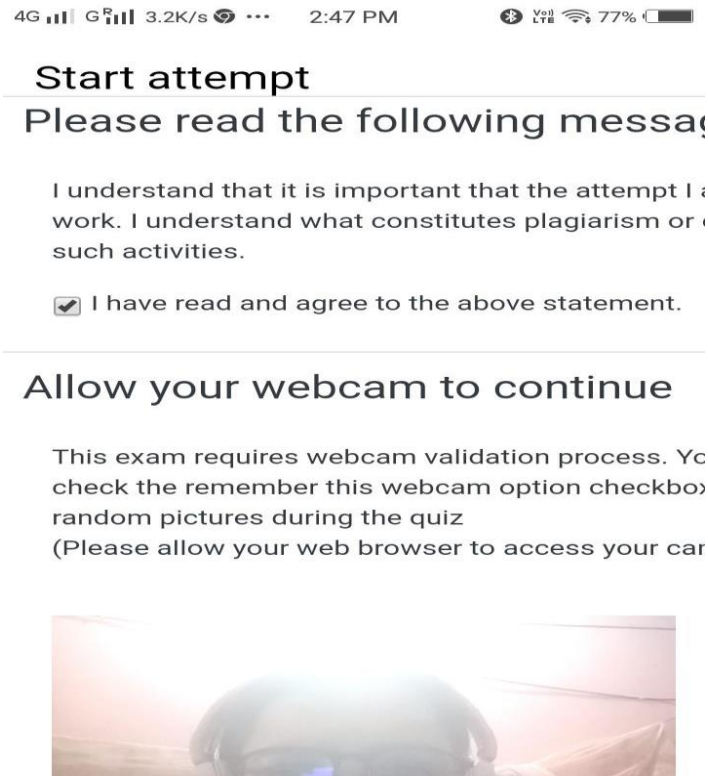 4G G R 3.2K/s ... 2:47 PM Vo)) LTE 77%
Start attempt
Please read the following messag
I understand that it is important that the attempt I a
work. I understand what constitutes plagiarism or
such activities.
I have read and agree to the above statement.
Allow your webcam to continue
This exam requires webcam validation process. Yo
check the remember this webcam option checkbox
random pictures during the quiz
(Please allow your web browser to access your car